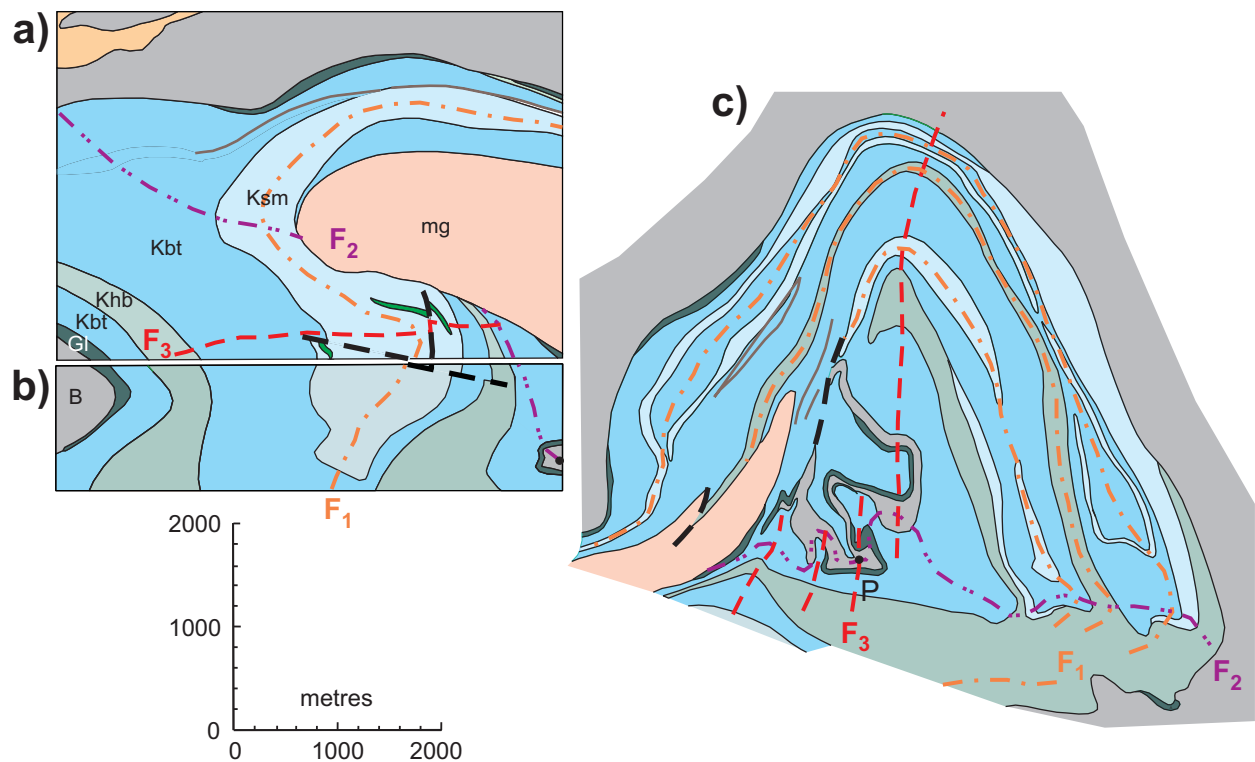 a)
c)
Ksm
F2
mg
Kbt
Khb
Kbt
Gl
F3
b)
B
F1
P
F3
F1
F2
2000
1000
metres
0
0 1000 2000